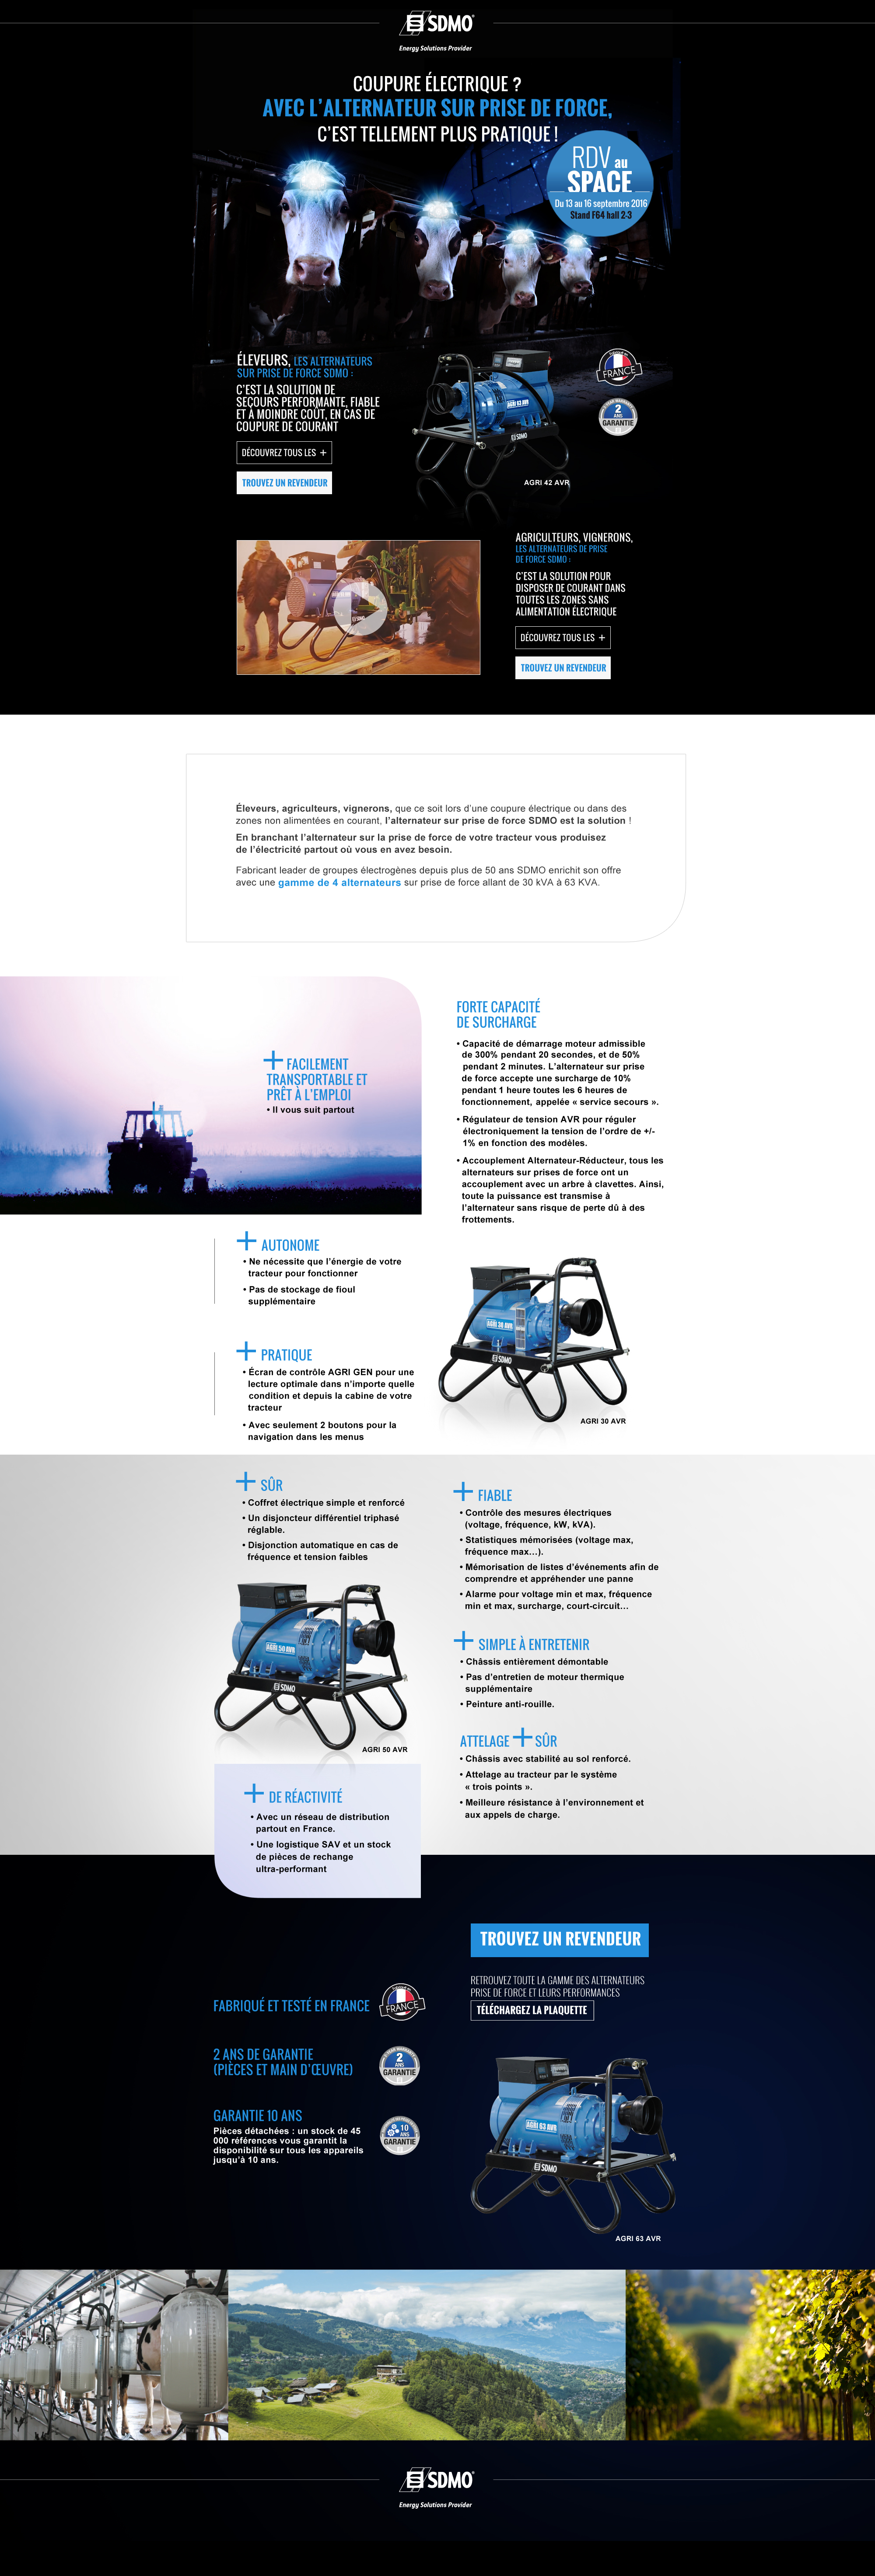 SDMO
Energy Solutions Provider
COUPURE ÉLECTRIQUE ?
AVEC L'ALTERNATEUR SUR PRISE DE FORCE,
C'EST TELLEMENT PLUS PRATIQUE !
RDV au
SPACE
Du 13 au 16 septembre 2016
Stand F64 hall 2-3
ÉLEVEURS, LES ALTERNATEURS
SUR PRISE DE FORCE SDMO :
C'EST LA SOLUTION DE
SECOURS PERFORMANTE, FIABLE
ET À MOINDRE COÛT, EN CAS DE
COUPURE DE COURANT
DÉCOUVREZ TOUS LES +
TROUVEZ UN REVENDEUR
AGRI 63 AVR
SDMO
AGRI 42 AVR
FRANCE
2
ANS
GARANTIE
AGRICULTEURS, VIGNERONS,
LES ALTERNATEURS DE PRISE
DE FORCE SDMO :
C'EST LA SOLUTION POUR
DISPOSER DE COURANT DANS
TOUTES LES ZONES SANS
ALIMENTATION ÉLECTRIQUE
DÉCOUVREZ TOUS LES +
TROUVEZ UN REVENDEUR
Éleveurs, agriculteurs, vignerons, que ce soit lors d'une coupure électrique ou dans des
zones non alimentées en courant, l'alternateur sur prise de force SDMO est la solution !
En branchant l'alternateur sur la prise de force de votre tracteur vous produisez
de l'électricité partout où vous en avez besoin.
Fabricant leader de groupes électrogènes depuis plus de 50 ans SDMO enrichit son offre
avec une gamme de 4 alternateurs sur prise de force allant de 30 kVA à 63 KVA.
+ FACILEMENT
TRANSPORTABLE ET
PRÊT À L'EMPLOI
• Il vous suit partout
FORTE CAPACITÉ
DE SURCHARGE
• Capacité de démarrage moteur admissible
de 300% pendant 20 secondes, et de 50%
pendant 2 minutes. L'alternateur sur prise
de force accepte une surcharge de 10%
pendant 1 heure toutes les 6 heures de
fonctionnement, appelée « service secours ».
• Régulateur de tension AVR pour réguler
électroniquement la tension de l'ordre de +/-
1% en fonction des modèles.
• Accouplement Alternateur-Réducteur, tous les
alternateurs sur prises de force ont un
accouplement avec un arbre à clavettes. Ainsi,
toute la puissance est transmise à
l'alternateur sans risque de perte dû à des
frottements.
+ AUTONOME
• Ne nécessite que l'énergie de votre
tracteur pour fonctionner
• Pas de stockage de fioul
supplémentaire
+ PRATIQUE
• Écran de contrôle AGRI GEN pour une
lecture optimale dans n'importe quelle
condition et depuis la cabine de votre
tracteur
• Avec seulement 2 boutons pour la
navigation dans les menus
AGRI 30 AVR
SDMO
AGRI 30 AVR
+ SÛR
• Coffret électrique simple et renforcé
• Un disjoncteur différentiel triphasé
réglable.
• Disjonction automatique en cas de
fréquence et tension faibles
AGRI 50 AVR
SDMO
AGRI 50 AVR
+ FIABLE
• Contrôle des mesures électriques
(voltage, fréquence, kW, kVA).
• Statistiques mémorisées (voltage max,
fréquence max...).
• Mémorisation de listes d'événements afin de
comprendre et appréhender une panne
• Alarme pour voltage min et max, fréquence
min et max, surcharge, court-circuit...
+ SIMPLE À ENTRETENIR
• Châssis entièrement démontable
• Pas d'entretien de moteur thermique
supplémentaire
• Peinture anti-rouille.
ATTELAGE + SÛR
• Châssis avec stabilité au sol renforcé.
• Attelage au tracteur par le système
« trois points ».
• Meilleure résistance à l'environnement et
aux appels de charge.
+ DE RÉACTIVITÉ
• Avec un réseau de distribution
partout en France.
• Une logistique SAV et un stock
de pièces de rechange
ultra-performant
TROUVEZ UN REVENDEUR
RETROUVEZ TOUTE LA GAMME DES ALTERNATEURS
PRISE DE FORCE ET LEURS PERFORMANCES
TÉLÉCHARGEZ LA PLAQUETTE
FABRIQUÉ ET TESTÉ EN FRANCE
FRANCE
2 ANS DE GARANTIE
(PIÈCES ET MAIN D'ŒUVRE)
2
ANS
GARANTIE
GARANTIE 10 ANS
Pièces détachées : un stock de 45
000 références vous garantit la
disponibilité sur tous les appareils
jusqu'à 10 ans.
10
ANS
GARANTIE
AGRI 63 AVR
SDMO
AGRI 63 AVR
SDMO
Energy Solutions Provider